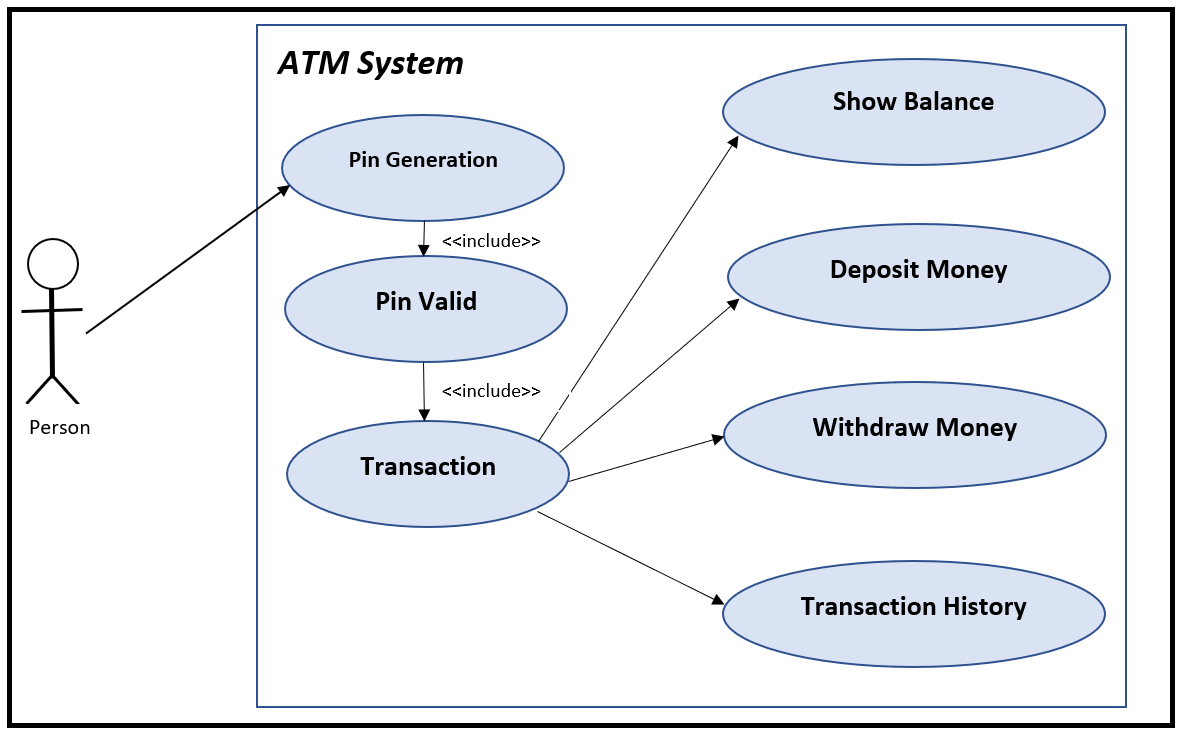 ATM System
Show Balance
Pin Generation
<<include>>
Deposit Money
Pin Valid
<<include>>
Person
Withdraw Money
Transaction
Transaction History